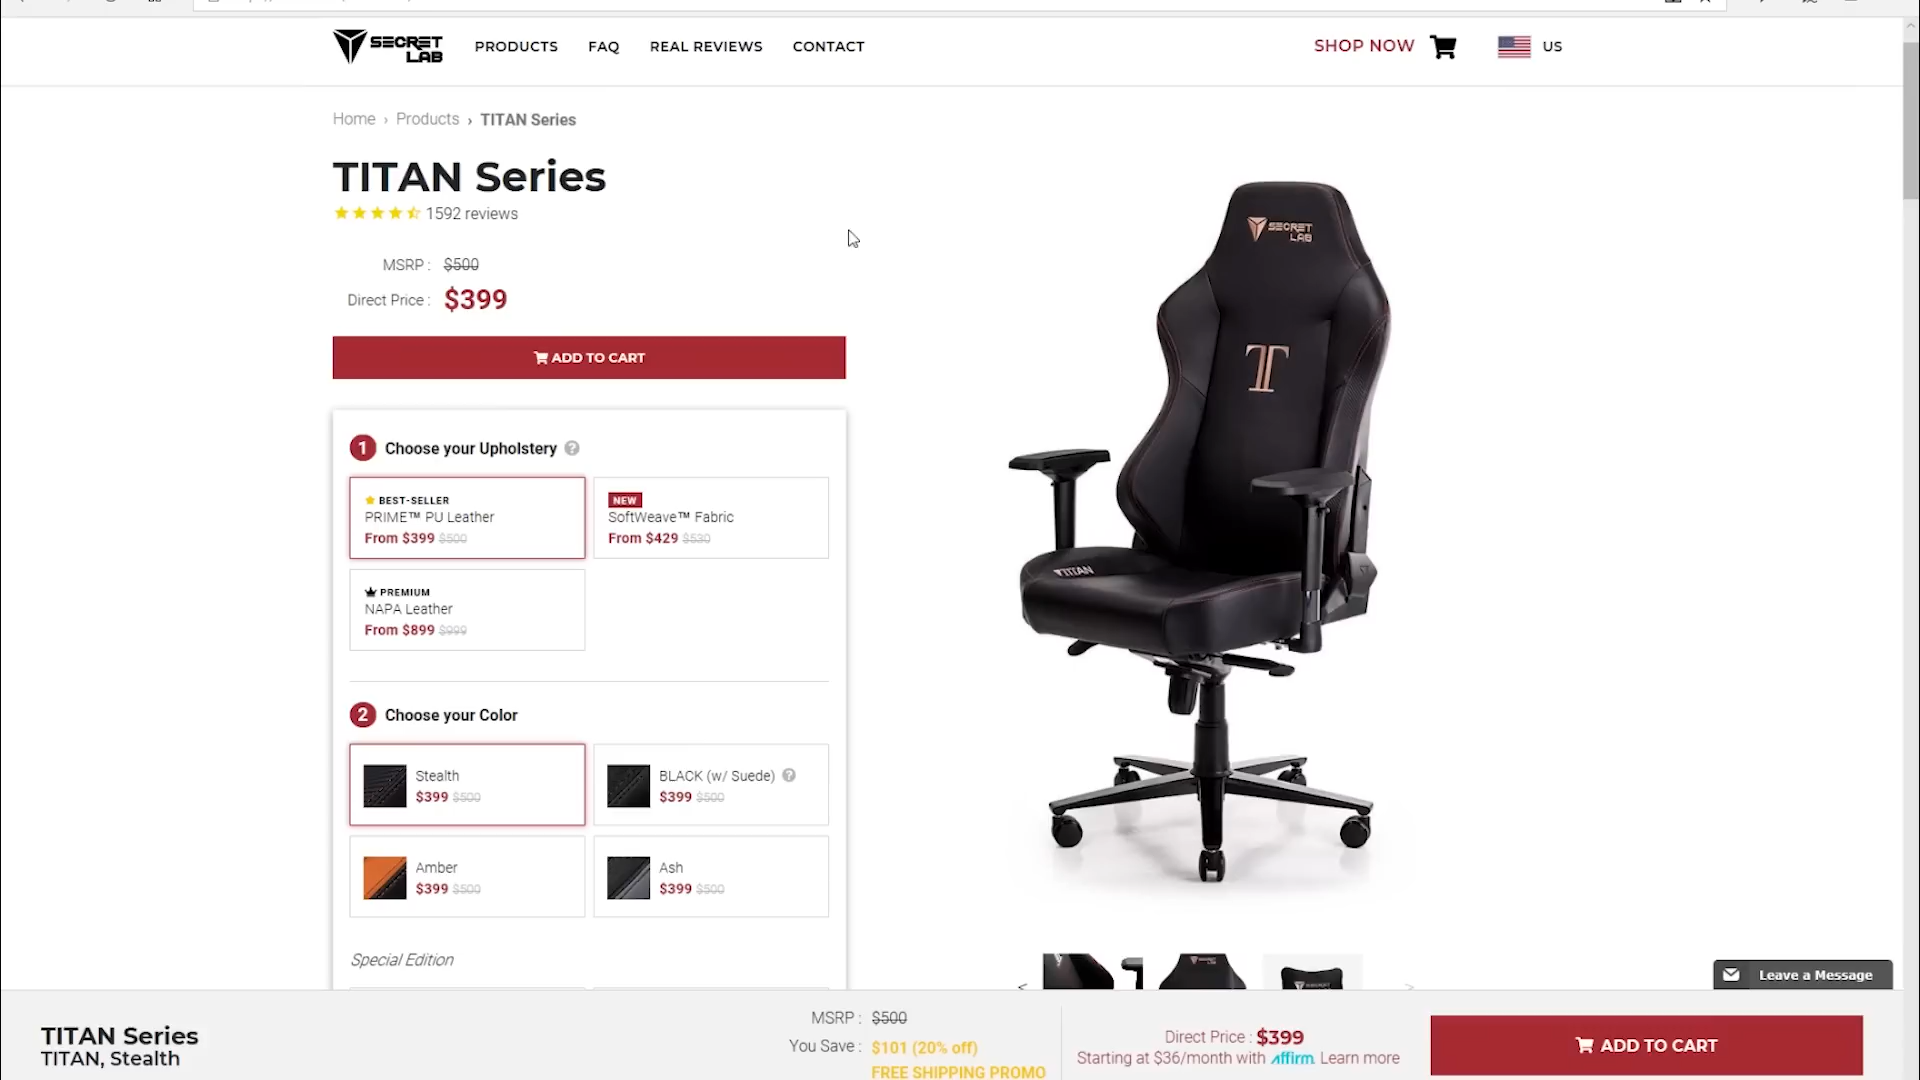 SECRET LAB PRODUCTS FAQ REAL REVIEWS CONTACT SHOP NOW US
Home › Products › TITAN Series
TITAN Series
1592 reviews
MSRP : $500
Direct Price : $399
ADD TO CART
1 Choose your Upholstery ?
BEST-SELLER
PRIME™ PU Leather
From $399 $500
NEW
SoftWeave™ Fabric
From $429 $530
PREMIUM
NAPA Leather
From $899 $999
2 Choose your Color
Stealth
$399 $500
BLACK (w/ Suede) ?
$399 $500
Amber
$399 $500
Ash
$399 $500
Special Edition
SECRET
LAB
T
TITAN
< >
Leave a Message
TITAN Series
TITAN, Stealth
MSRP : $500
You Save : $101 (20% off)
FREE SHIPPING PROMO
Direct Price : $399
Starting at $36/month with affirm. Learn more
ADD TO CART